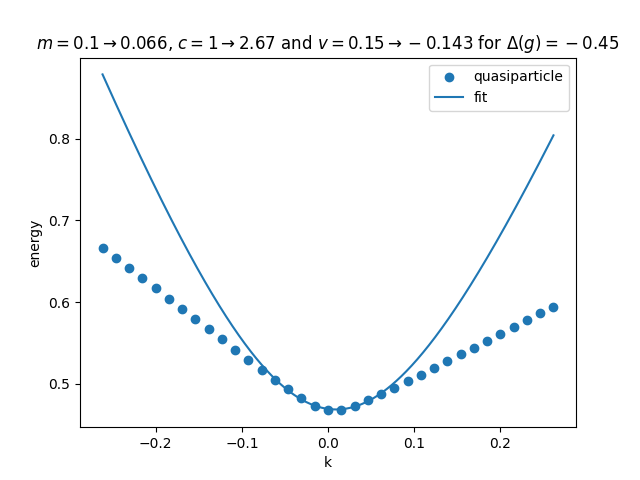 m = 0.1 → 0.066, c = 1 → 2.67 and v = 0.15 → − 0.143 for Δ(g) = − 0.45
quasiparticle
fit
energy
0.8
0.7
0.6
0.5
−0.2
−0.1
0.0
0.1
0.2
k